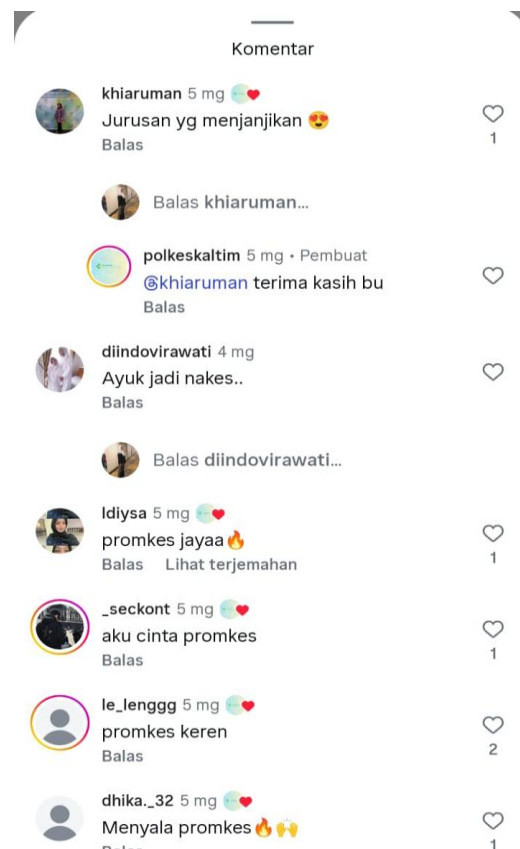 Komentar
khiaruman 5 mg
Jurusan yg menjanjikan 😍
1
Balas
Balas khiaruman...
polkeskaltim 5 mg • Pembuat
@khiaruman terima kasih bu
Balas
diindovirawati 4 mg
Ayuk jadi nakes..
Balas
Balas diindovirawati...
ldiysa 5 mg
promkes jayaa🔥
1
Balas Lihat terjemahan
_seckont 5 mg
aku cinta promkes
1
Balas
le_lenggg 5 mg
promkes keren
2
Balas
dhika._32 5 mg
Menyala promkes🔥🙌
1
Balas